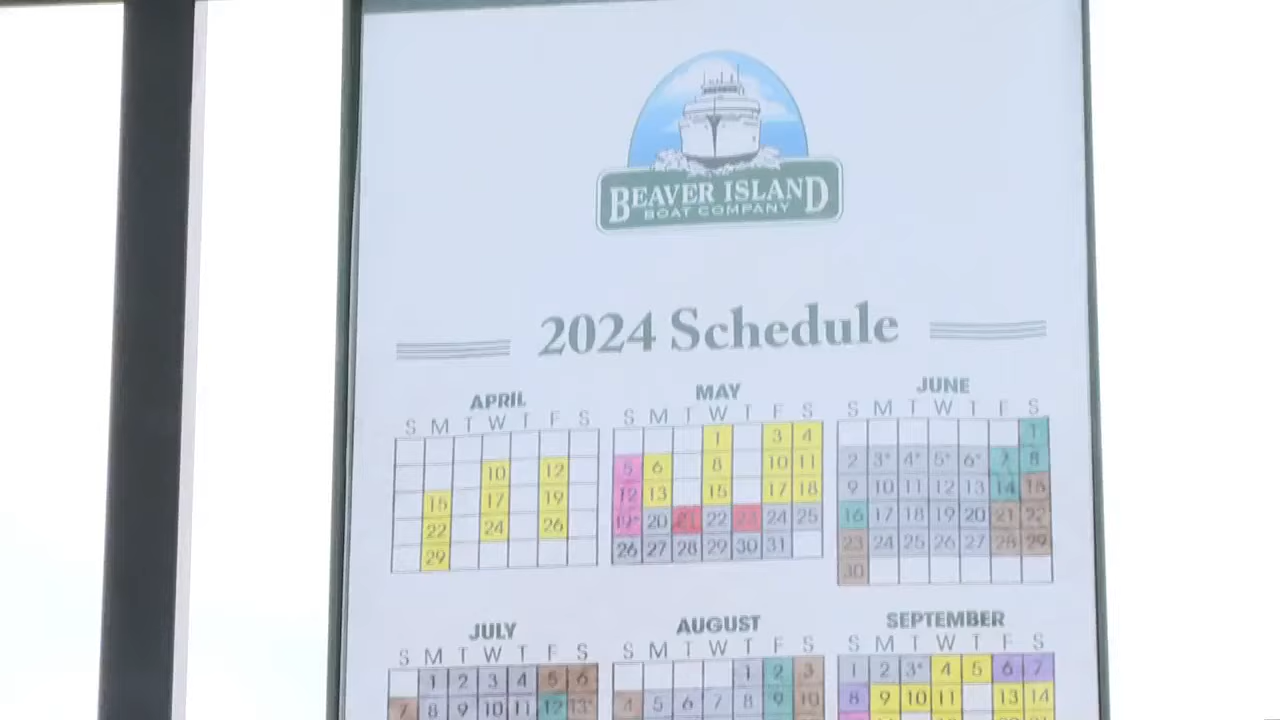 BEAVER ISLAND
BOAT COMPANY
2024 Schedule
APRIL
S M T W T F S
10 12
15 17 19
22 24 26
29
MAY
S M T W T F S
1 3 4
5 6 8 10 11
12 13 15 17 18
19* 20 21 22 23 24 25
26 27 28 29 30 31
JUNE
S M T W T F S
1
2 3* 4* 5* 6* 7 8
9 10 11 12 13 14 15
16 17 18 19 20 21 22
23 24 25 26 27 28 29
30
JULY
S M T W T F S
1 2 3 4 5 6
7 8 9 10 11 12 13*
AUGUST
S M T W T F S
1 2 3
4 5 6 7 8 9 10
SEPTEMBER
S M T W T F S
1 2 3* 4 5 6 7
8 9 10 11 13 14